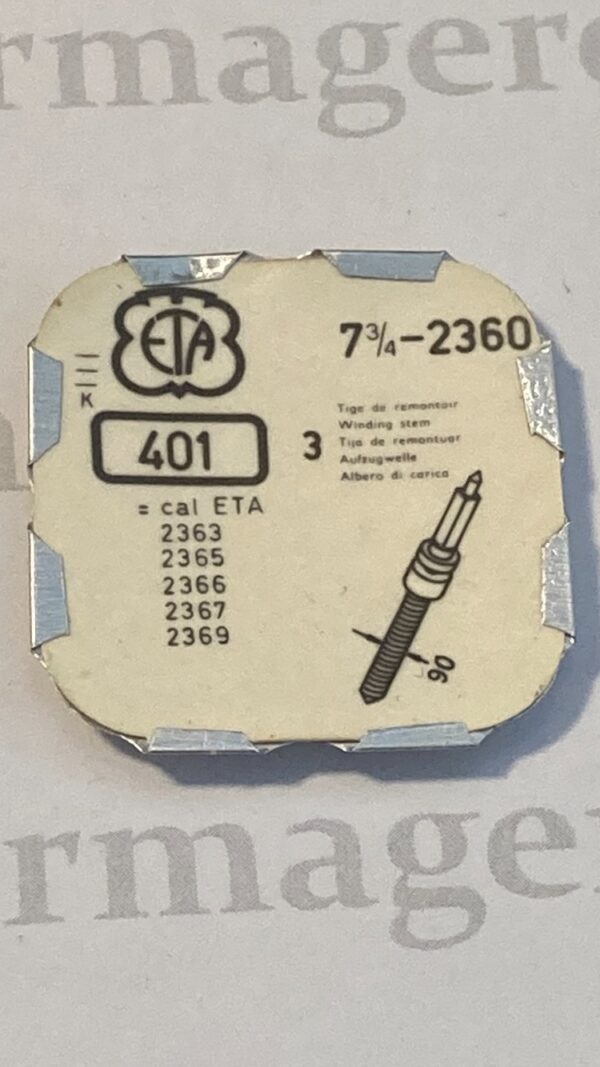 rmagere
ETA
7¾-2360
K
401
3
Tige de remontoir
Winding stem
Tija de remontuar
Aufzugwelle
Albero di carica
= cal ETA
2363
2365
2366
2367
2369
90
rmage